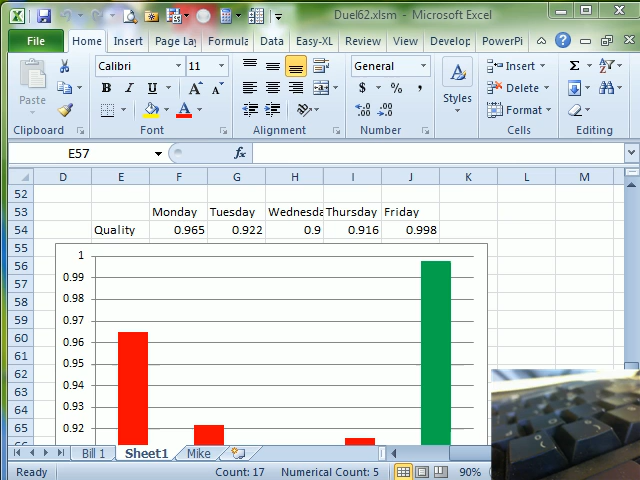 Duel62.xlsm - Microsoft Excel
File Home Insert Page Lay Formula Data Easy-XL Review View Develop PowerPi
Calibri 11 General
Paste B I U $ % , Styles Insert Delete Format
Clipboard Font Alignment Number Cells Editing
E57 fx
D E F G H I J K L M
52
53 Monday Tuesday Wednesda Thursday Friday
54 Quality 0.965 0.922 0.9 0.916 0.998
55
56 1
57 0.99
58 0.98
59 0.97
60 0.96
61 0.95
62 0.94
63 0.93
64 0.92
65
Bill 1 Sheet1 Mike
Ready Count: 17 Numerical Count: 5 90%